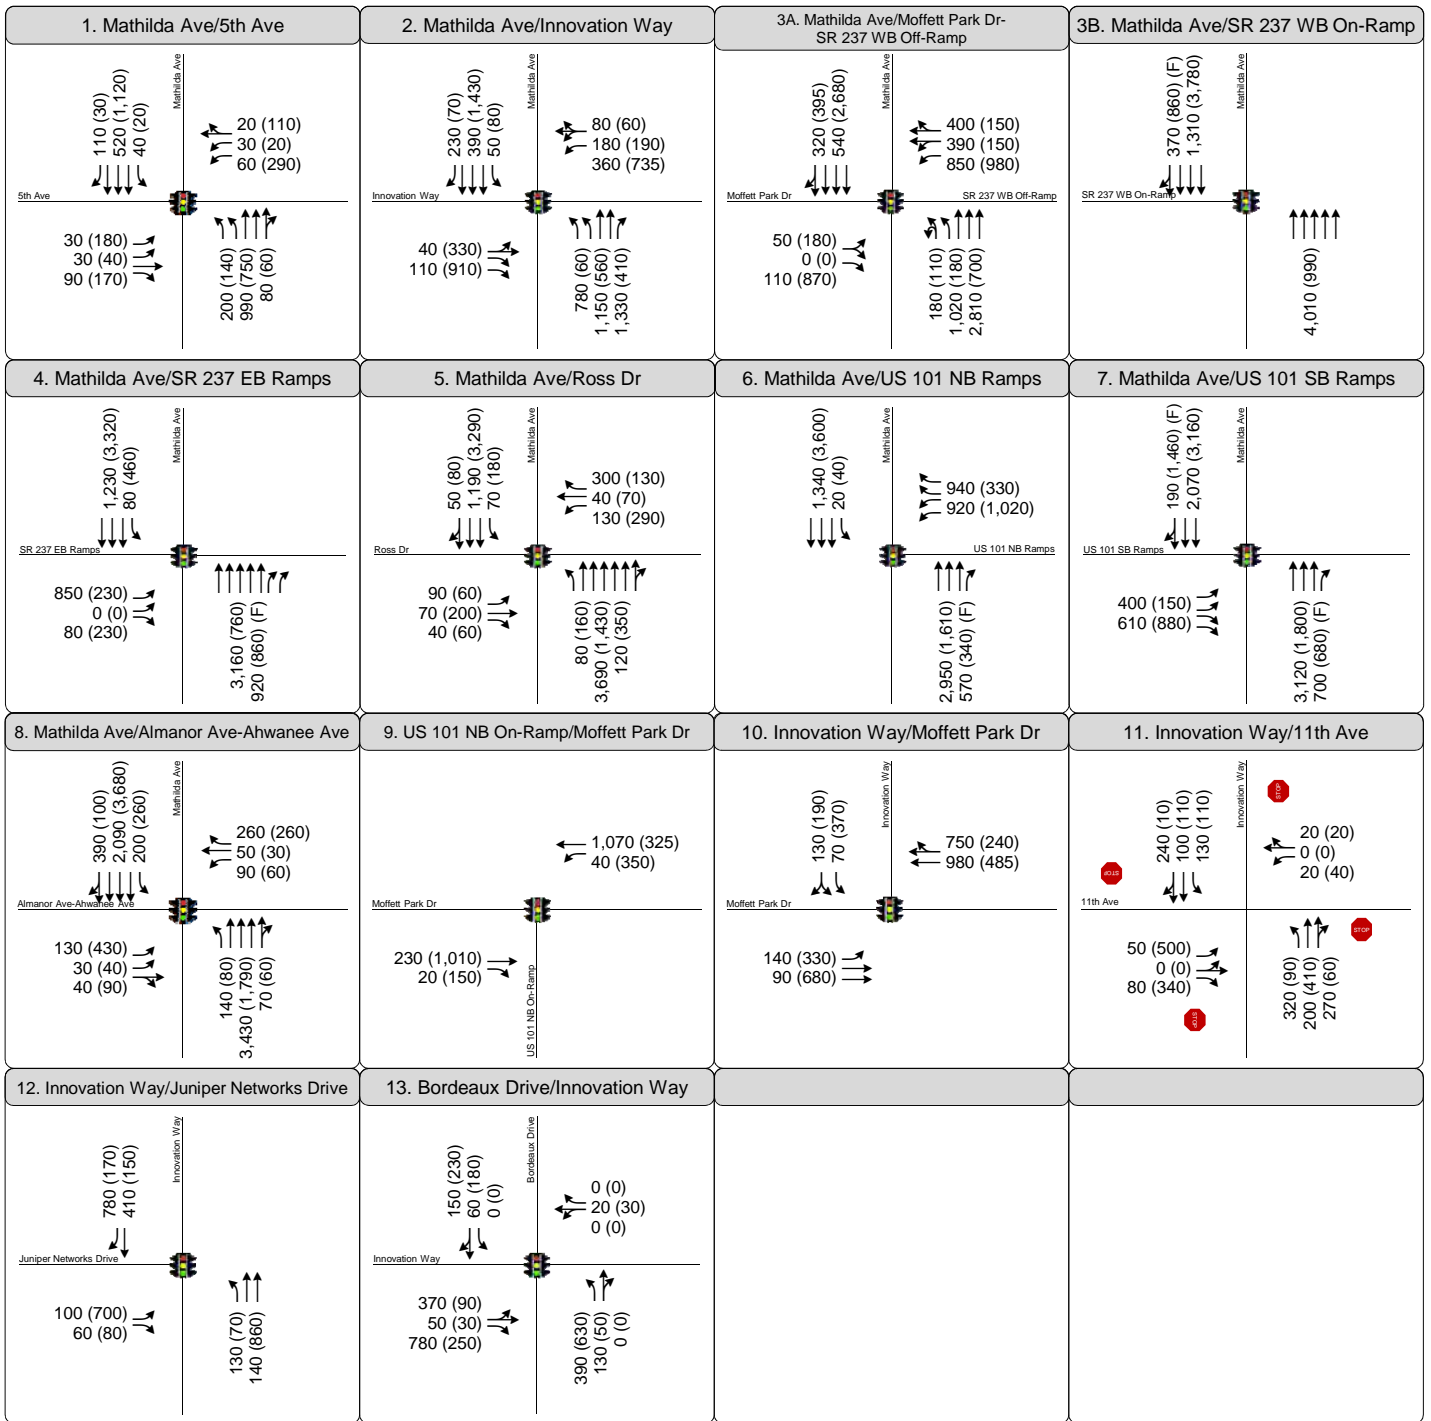 1. Mathilda Ave/5th Ave
Mathilda Ave
110 (30)
520 (1,120)
40 (20)
20 (110)
30 (20)
60 (290)
5th Ave
30 (180)
30 (40)
90 (170)
200 (140)
990 (750)
80 (60)
2. Mathilda Ave/Innovation Way
Mathilda Ave
230 (70)
390 (1,430)
50 (80)
80 (60)
180 (190)
360 (735)
Innovation Way
40 (330)
110 (910)
780 (60)
1,150 (560)
1,330 (410)
3A. Mathilda Ave/Moffett Park Dr-
SR 237 WB Off-Ramp
Mathilda Ave
320 (395)
540 (2,680)
400 (150)
390 (150)
850 (980)
Moffett Park Dr
SR 237 WB Off-Ramp
50 (180)
0 (0)
110 (870)
180 (110)
1,020 (180)
2,810 (700)
3B. Mathilda Ave/SR 237 WB On-Ramp
Mathilda Ave
370 (860) (F)
1,310 (3,780)
SR 237 WB On-Ramp
4,010 (990)
4. Mathilda Ave/SR 237 EB Ramps
Mathilda Ave
1,230 (3,320)
80 (460)
SR 237 EB Ramps
850 (230)
0 (0)
80 (230)
3,160 (760)
920 (860) (F)
5. Mathilda Ave/Ross Dr
Mathilda Ave
50 (80)
1,190 (3,290)
70 (180)
300 (130)
40 (70)
130 (290)
Ross Dr
90 (60)
70 (200)
40 (60)
80 (160)
3,690 (1,430)
120 (350)
6. Mathilda Ave/US 101 NB Ramps
Mathilda Ave
1,340 (3,600)
20 (40)
940 (330)
920 (1,020)
US 101 NB Ramps
2,950 (1,610)
570 (340) (F)
7. Mathilda Ave/US 101 SB Ramps
Mathilda Ave
190 (1,460) (F)
2,070 (3,160)
US 101 SB Ramps
400 (150)
610 (880)
3,120 (1,800)
700 (680) (F)
8. Mathilda Ave/Almanor Ave-Ahwanee Ave
Mathilda Ave
390 (100)
2,090 (3,680)
200 (260)
260 (260)
50 (30)
90 (60)
Almanor Ave-Ahwanee Ave
130 (430)
30 (40)
40 (90)
140 (80)
3,430 (1,790)
70 (60)
9. US 101 NB On-Ramp/Moffett Park Dr
1,070 (325)
40 (350)
Moffett Park Dr
230 (1,010)
20 (150)
US 101 NB On-Ramp
10. Innovation Way/Moffett Park Dr
Innovation Way
130 (190)
70 (370)
750 (240)
980 (485)
Moffett Park Dr
140 (330)
90 (680)
11. Innovation Way/11th Ave
Innovation Way
240 (10)
100 (110)
130 (110)
STOP
20 (20)
0 (0)
20 (40)
STOP
11th Ave
STOP
50 (500)
0 (0)
80 (340)
STOP
320 (90)
200 (410)
270 (60)
12. Innovation Way/Juniper Networks Drive
Innovation Way
780 (170)
410 (150)
Juniper Networks Drive
100 (700)
60 (80)
130 (70)
140 (860)
13. Bordeaux Drive/Innovation Way
Bordeaux Drive
150 (230)
60 (180)
0 (0)
0 (0)
20 (30)
0 (0)
Innovation Way
370 (90)
50 (30)
780 (250)
390 (630)
130 (50)
0 (0)